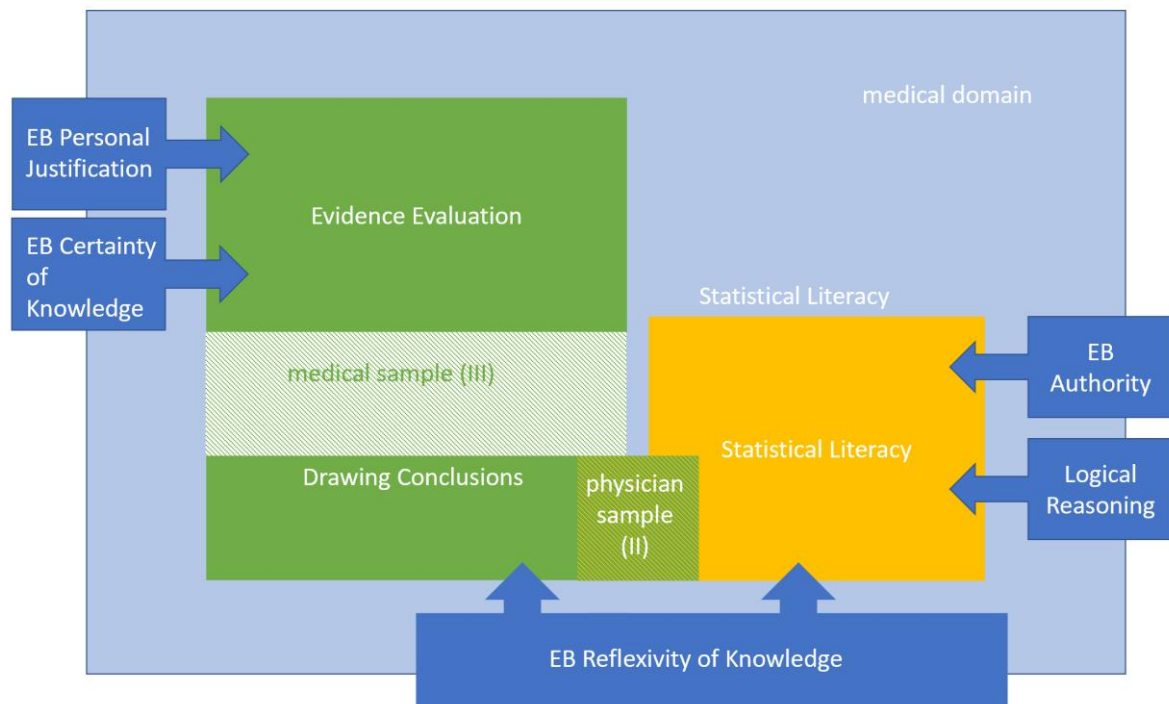 medical domain
EB Personal
Justification
Evidence Evaluation
EB Certainty
of
Knowledge
Statistical Literacy
medical sample (III)
EB
Authority
Drawing Conclusions
physician
sample
(II)
Statistical Literacy
Logical
Reasoning
EB Reflexivity of Knowledge